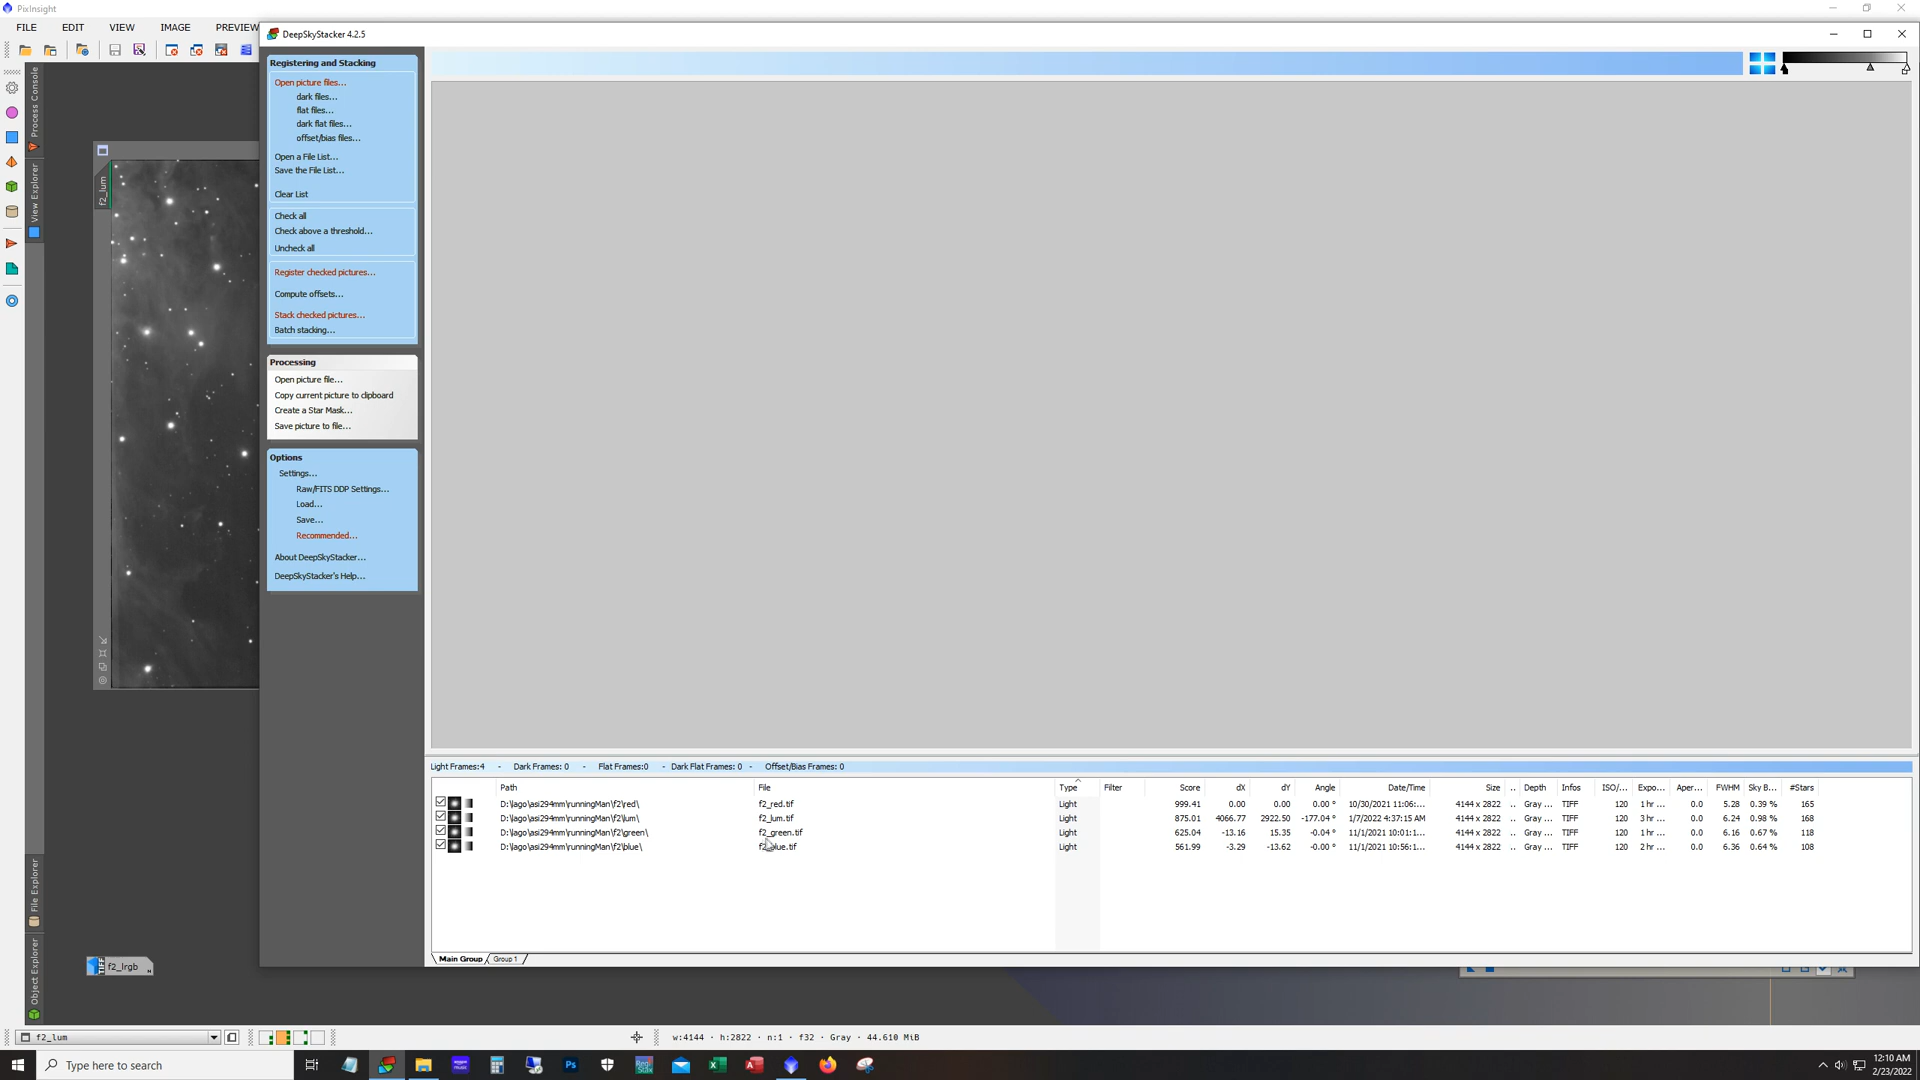 PixInsight
FILE EDIT VIEW IMAGE PREVIEW
DeepSkyStacker 4.2.5
Registering and Stacking
Open picture files...
dark files...
flat files...
dark flat files...
offset/bias files...
Open a File List...
Save the File List...
Clear List
Check all
Check above a threshold...
Uncheck all
Register checked pictures...
Compute offsets...
Stack checked pictures...
Batch stacking...
Processing
Open picture file...
Copy current picture to clipboard
Create a Star Mask...
Save picture to file...
Options
Settings...
Raw/FITS DDP Settings...
Load...
Save...
Recommended...
About DeepSkyStacker...
DeepSkyStacker's Help...
Process Console
View Explorer
File Explorer
Object Explorer
f2_lum
TIFF f2_lrgb
Light Frames:4 - Dark Frames: 0 - Flat Frames:0 - Dark Flat Frames: 0 - Offset/Bias Frames: 0
Path File Type Filter Score dX dY Angle Date/Time Size .. Depth Infos ISO/... Expo... Aper... FWHM Sky B... #Stars
D:\Jago\asi294mm\runningMan\f2\red\ f2_red.tif Light 999.41 0.00 0.00 0.00 ° 10/30/2021 11:06:... 4144 x 2822 .. Gray ... TIFF 120 1 hr ... 0.0 5.28 0.39 % 165
D:\Jago\asi294mm\runningMan\f2\lum\ f2_lum.tif Light 875.01 4066.77 2922.50 -177.04 ° 1/7/2022 4:37:15 AM 4144 x 2822 .. Gray ... TIFF 120 3 hr ... 0.0 6.24 0.98 % 168
D:\Jago\asi294mm\runningMan\f2\green\ f2_green.tif Light 625.04 -13.16 15.35 -0.04 ° 11/1/2021 10:01:1... 4144 x 2822 .. Gray ... TIFF 120 1 hr ... 0.0 6.16 0.67 % 118
D:\Jago\asi294mm\runningMan\f2\blue\ f2_blue.tif Light 561.99 -3.29 -13.62 -0.00 ° 11/1/2021 10:56:1... 4144 x 2822 .. Gray ... TIFF 120 2 hr ... 0.0 6.36 0.64 % 108
Main Group Group 1
f2_lum
w:4144 · h:2822 · n:1 · f32 · Gray · 44.610 MiB
Type here to search
Ps
12:10 AM
2/23/2022